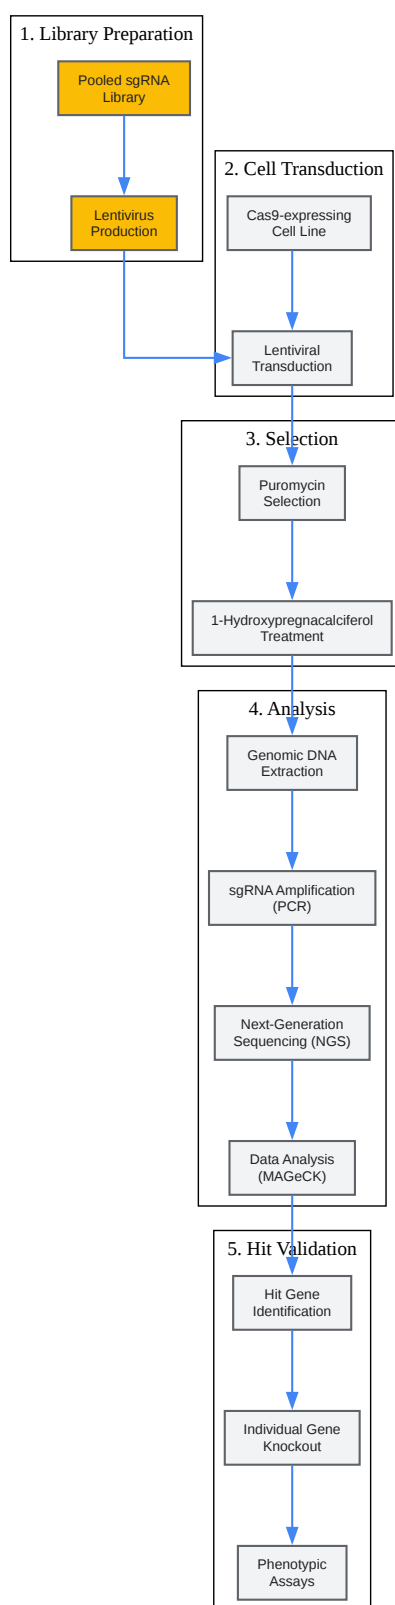 1. Library Preparation
Pooled sgRNA
Library
Lentivirus
Production
2. Cell Transduction
Cas9-expressing
Cell Line
Lentiviral
Transduction
3. Selection
Puromycin
Selection
1-Hydroxypregnacalciferol
Treatment
4. Analysis
Genomic DNA
Extraction
sgRNA Amplification
(PCR)
Next-Generation
Sequencing (NGS)
Data Analysis
(MAGeCK)
5. Hit Validation
Hit Gene
Identification
Individual Gene
Knockout
Phenotypic
Assays